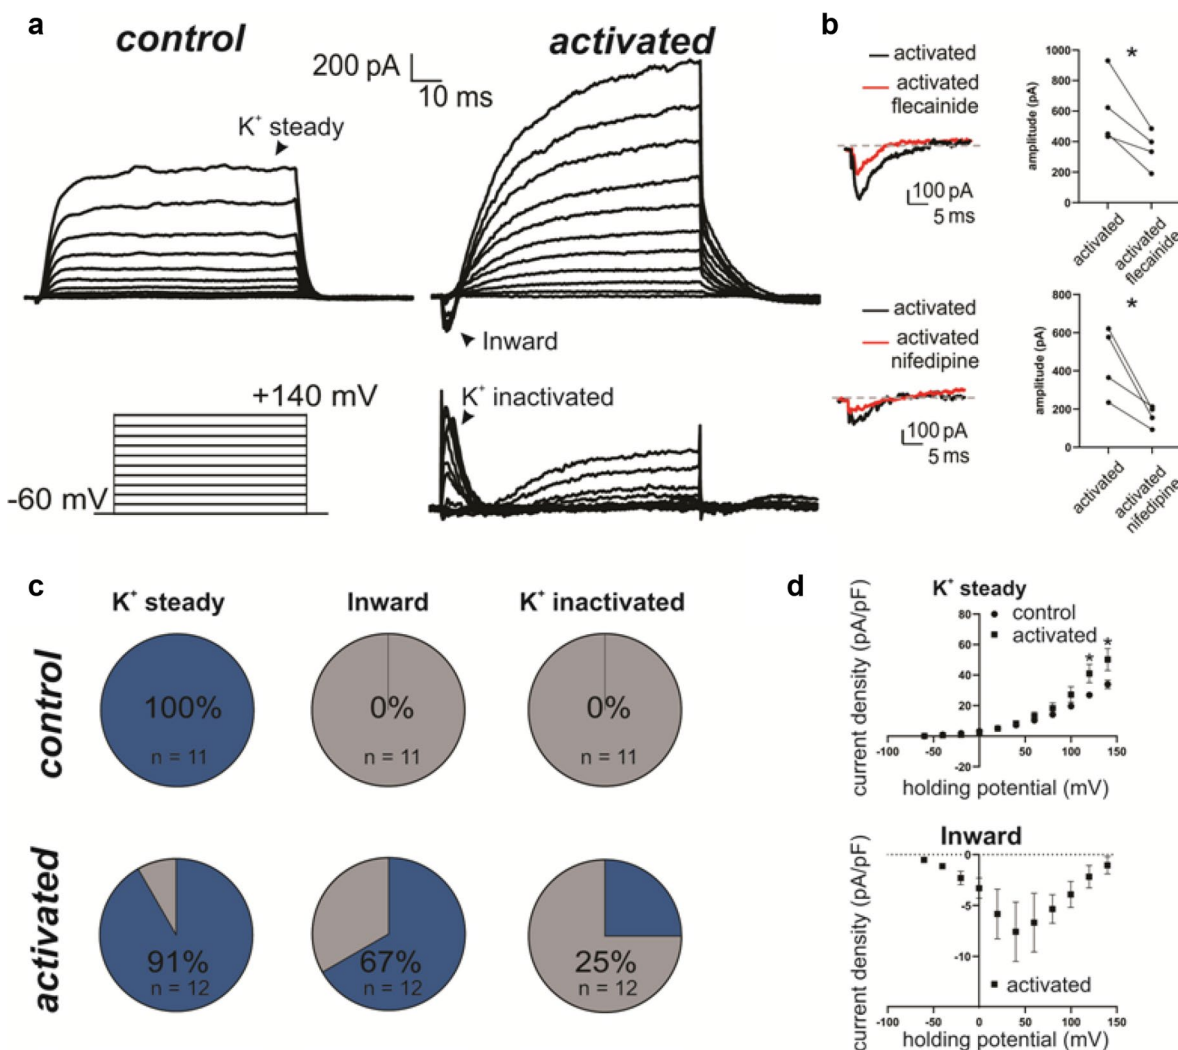 a
control
activated
200 pA
10 ms
K⁺ steady
Inward
+140 mV
-60 mV
K⁺ inactivated
b
activated
activated
flecainide
100 pA
5 ms
amplitude (pA)
1000
800
600
400
200
0
activated
activated
flecainide
*
activated
activated
nifedipine
100 pA
5 ms
amplitude (pA)
800
600
400
200
0
activated
activated
nifedipine
*
c
K⁺ steady
Inward
K⁺ inactivated
control
100%
n = 11
0%
n = 11
0%
n = 11
activated
91%
n = 12
67%
n = 12
25%
n = 12
d
K⁺ steady
control
activated
current density (pA/pF)
80
60
40
20
-20
-100
-50
0
50
100
150
* *
holding potential (mV)
Inward
current density (pA/pF)
0
-5
-10
activated
-100
-50
0
50
100
150
holding potential (mV)